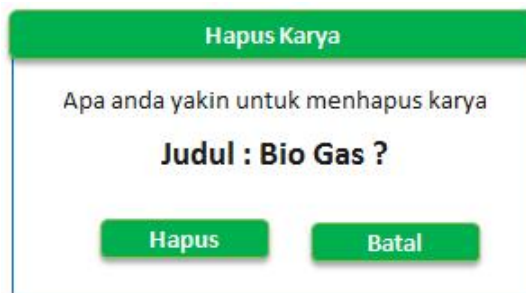 Hapus Karya
Apa anda yakin untuk menhapus karya
Judul : Bio Gas ?
Hapus
Batal